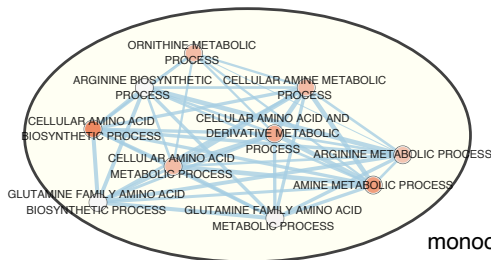 ORNITHINE METABOLIC
PROCESS
ARGININE BIOSYNTHETIC
PROCESS
CELLULAR AMINE METABOLIC
PROCESS
CELLULAR AMINO ACID
BIOSYNTHETIC PROCESS
CELLULAR AMINO ACID AND
DERIVATIVE METABOLIC
PROCESS
CELLULAR AMINO ACID
METABOLIC PROCESS
ARGININE METABOLIC PROCESS
AMINE METABOLIC PROCESS
GLUTAMINE FAMILY AMINO ACID
BIOSYNTHETIC PROCESS
GLUTAMINE FAMILY AMINO ACID
METABOLIC PROCESS